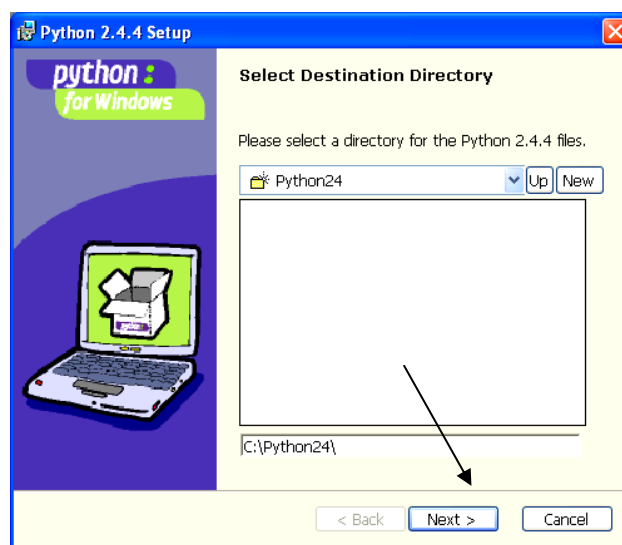 Python 2.4.4 Setup
python :
for Windows
Select Destination Directory
Please select a directory for the Python 2.4.4 files.
Python24
Up
New
C:\Python24\
< Back
Next >
Cancel